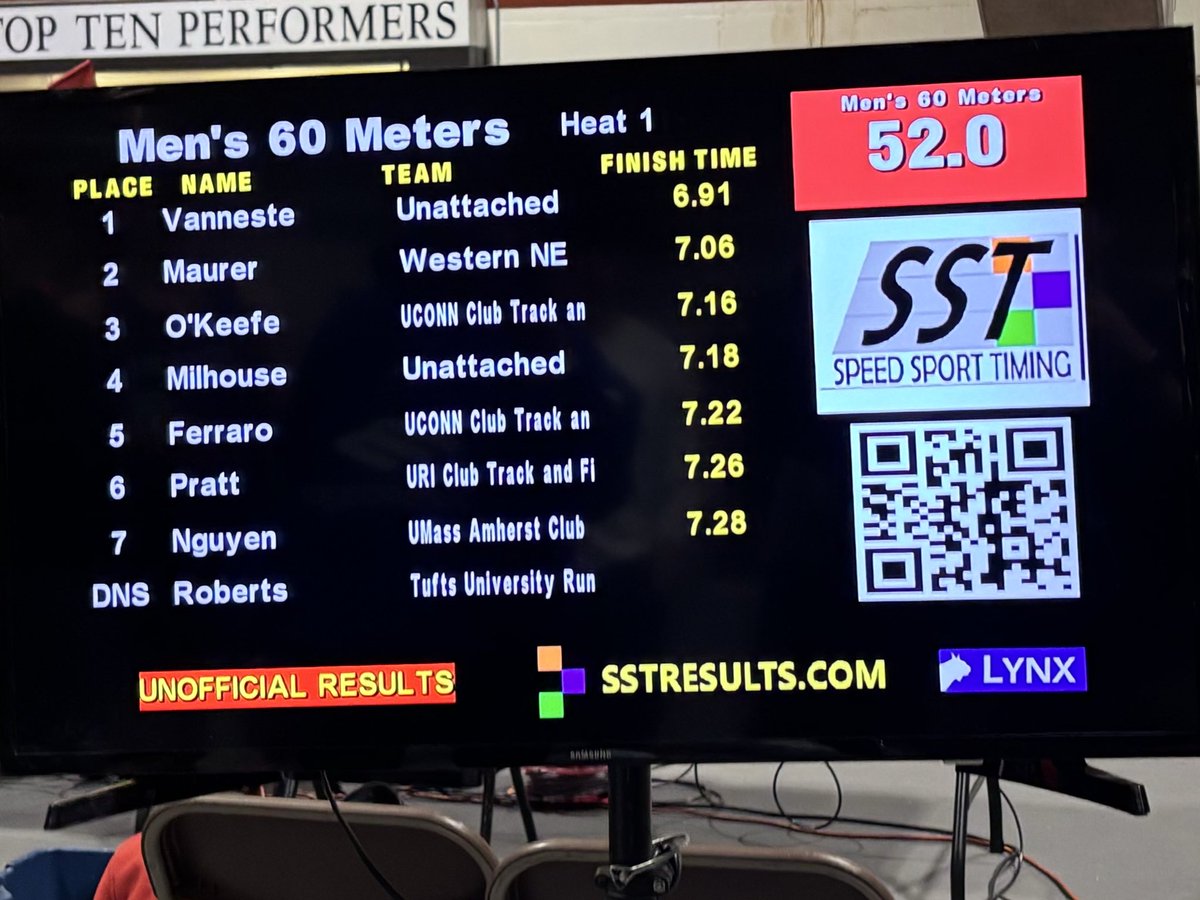 TOP TEN PERFORMERS
Men's 60 Meters Heat 1
PLACE NAME TEAM FINISH TIME
1 Vanneste Unattached 6.91
2 Maurer Western NE 7.06
3 O'Keefe UCONN Club Track an 7.16
4 Milhouse Unattached 7.18
5 Ferraro UCONN Club Track an 7.22
6 Pratt URI Club Track and Fi 7.26
7 Nguyen UMass Amherst Club 7.28
DNS Roberts Tufts University Run
Men's 60 Meters
52.0
SST
SPEED SPORT TIMING
UNOFFICIAL RESULTS
SSTRESULTS.COM
LYNX
SAMSUNG